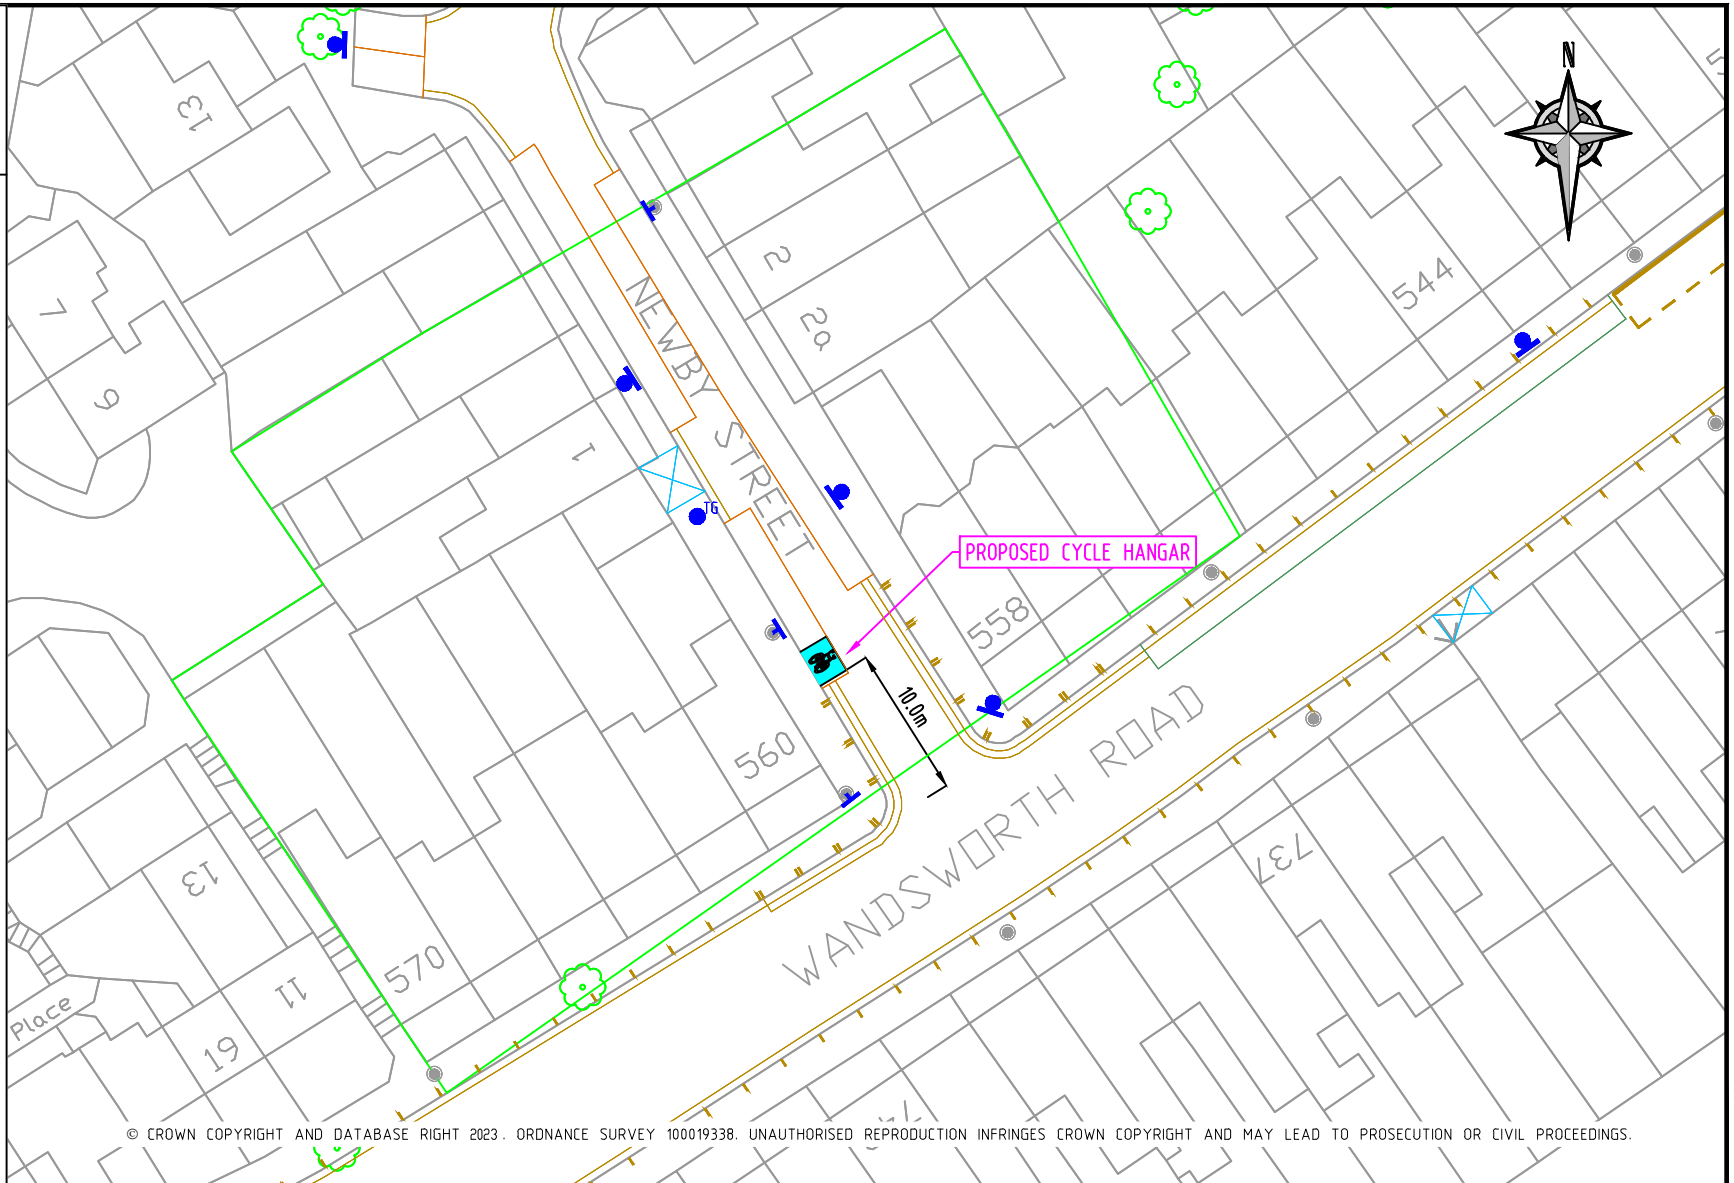 N
13
7
9
2
2a
NEWBY STREET
1
TG
544
PROPOSED CYCLE HANGAR
558
10.0m
560
WANDSWORTH ROAD
737
13
570
11
19
Place
© CROWN COPYRIGHT AND DATABASE RIGHT 2023. ORDNANCE SURVEY 100019338. UNAUTHORISED REPRODUCTION INFRINGES CROWN COPYRIGHT AND MAY LEAD TO PROSECUTION OR CIVIL PROCEEDINGS.